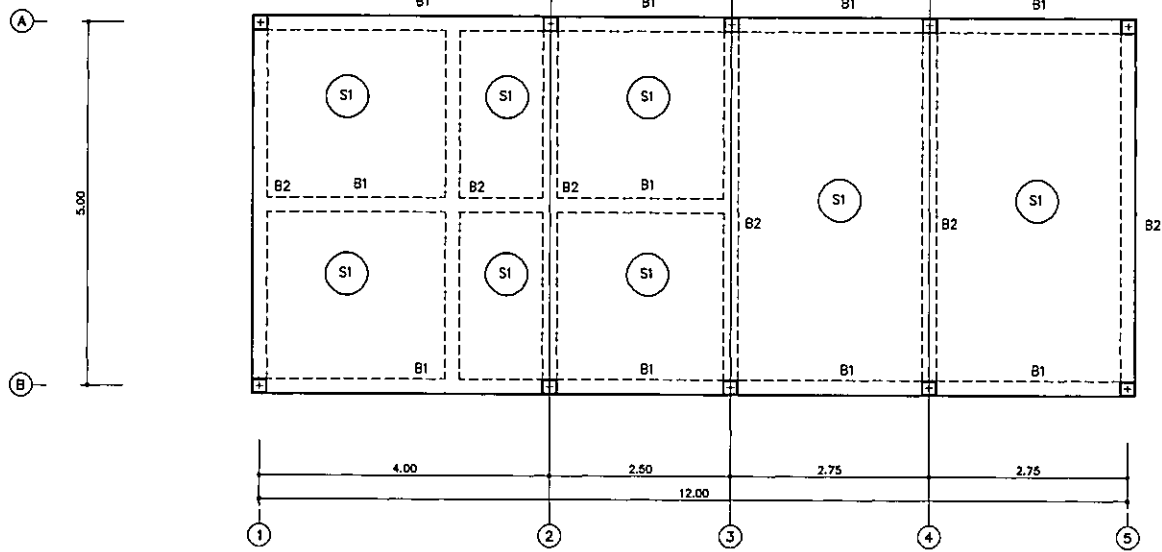 B1 B1 B1 B1
A
S1 S1 S1
B2 B1 B2 B2 B1
5.00
S1 S1
B2 B2 B2
S1 S1 S1
B1 B1 B1 B1
B
4.00 2.50 2.75 2.75
12.00
1 2 3 4 5